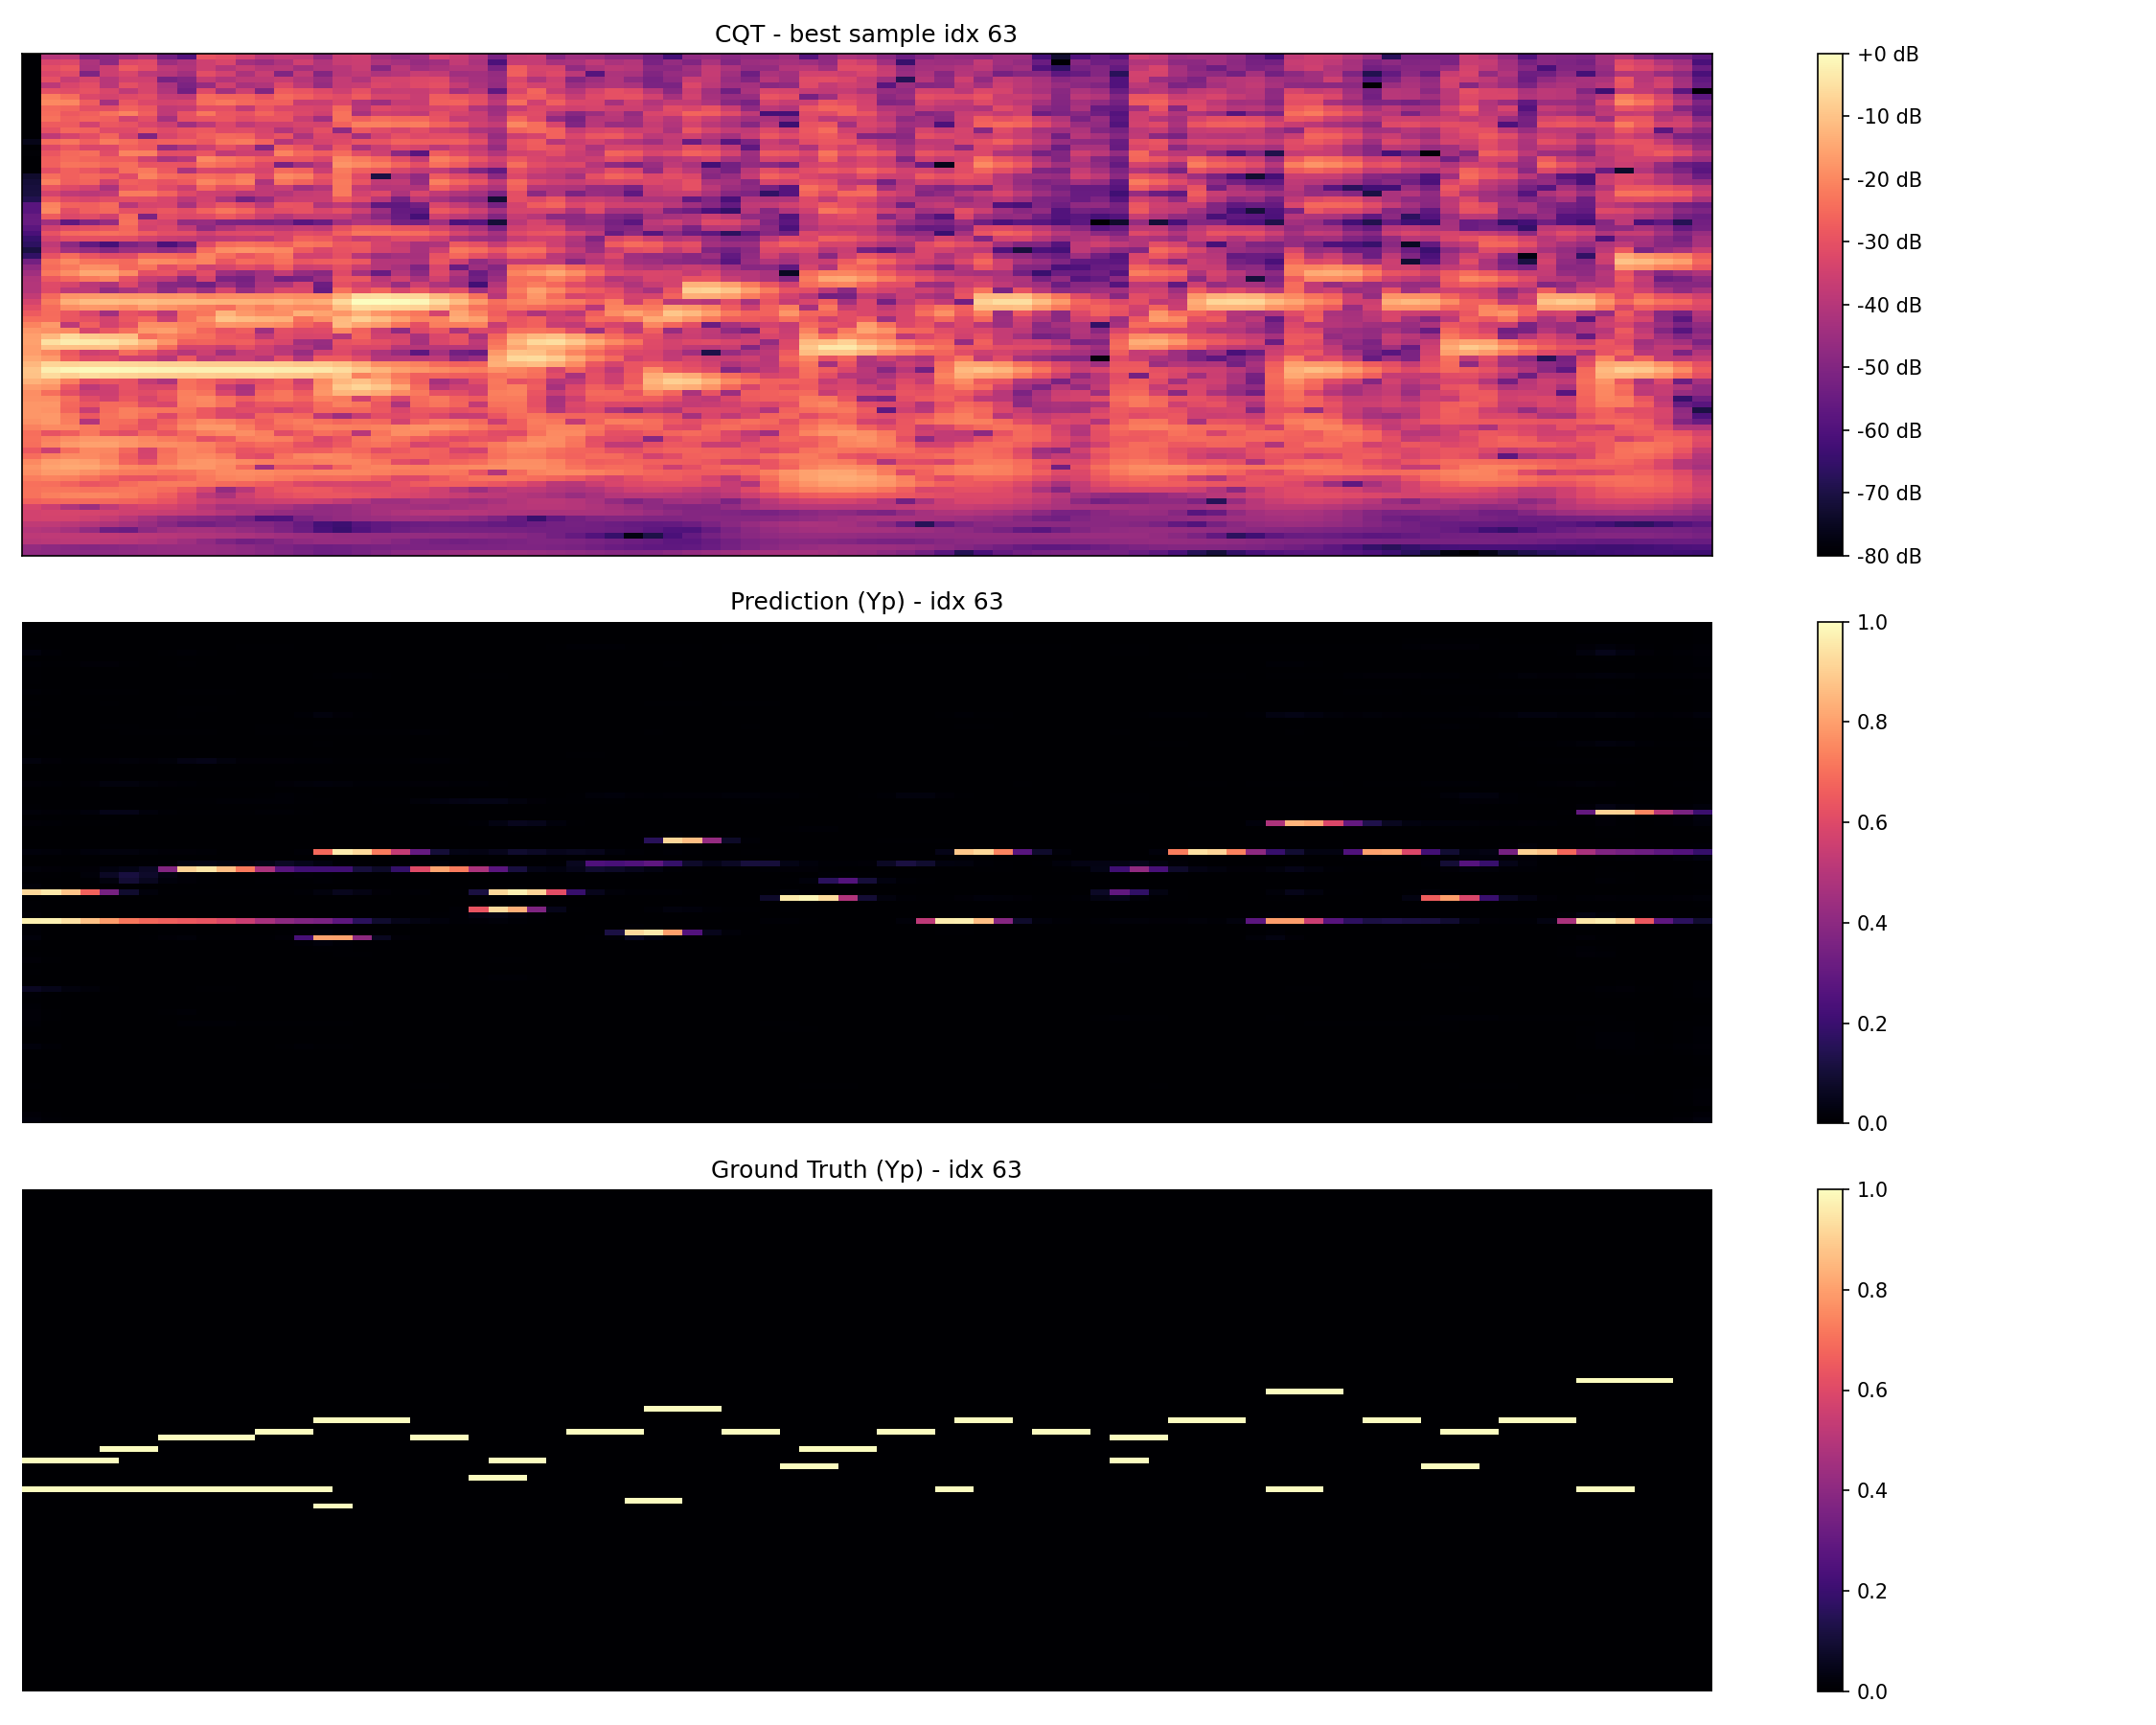 CQT - best sample idx 63
+0 dB
-10 dB
-20 dB
-30 dB
-40 dB
-50 dB
-60 dB
-70 dB
-80 dB
Prediction (Yp) - idx 63
1.0
0.8
0.6
0.4
0.2
0.0
Ground Truth (Yp) - idx 63
1.0
0.8
0.6
0.4
0.2
0.0